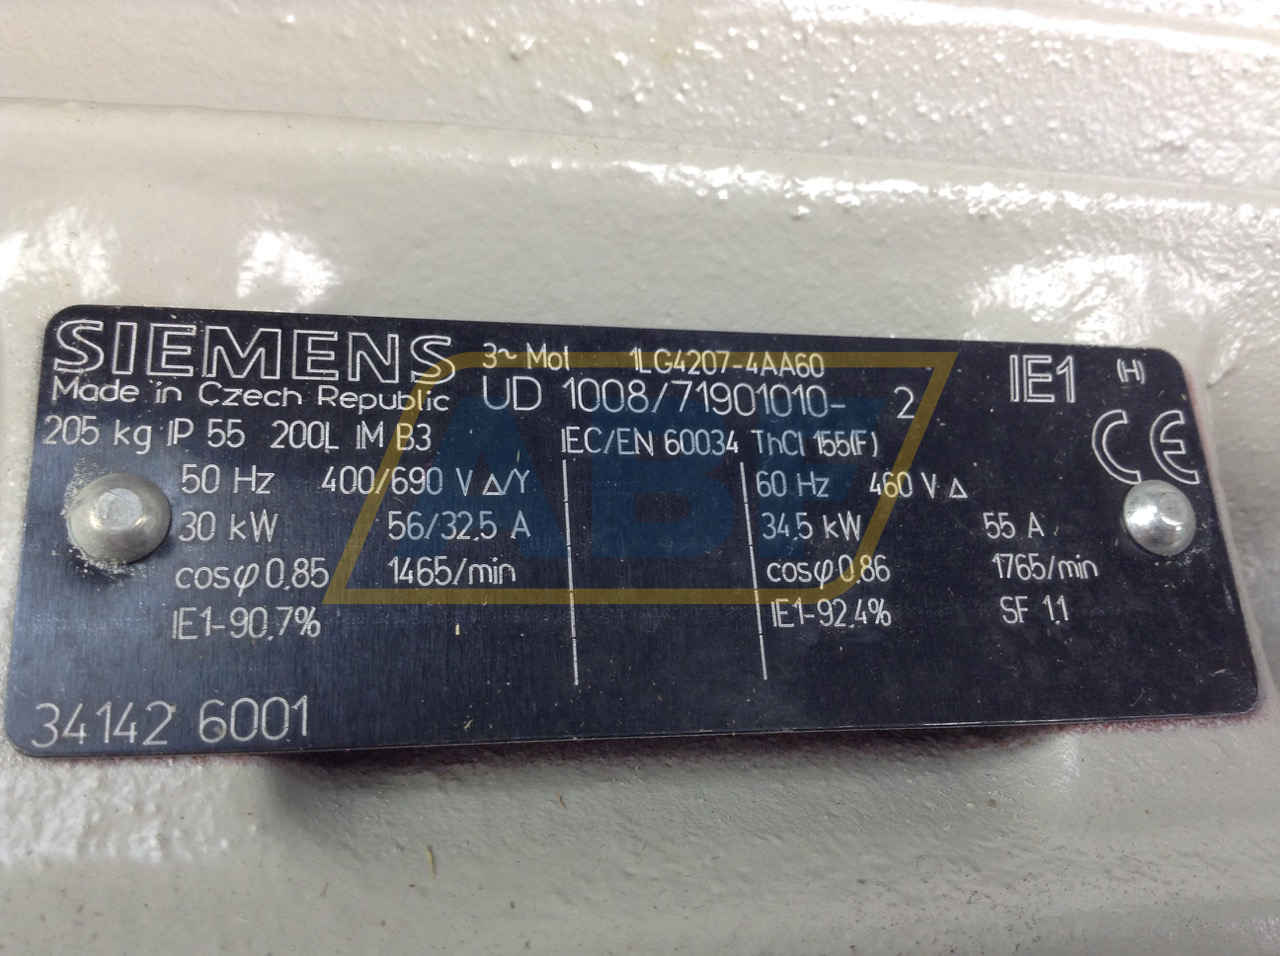 SIEMENS 3~ Mot 1LG4207-4AA60 IE1 (H)
Made in Czech Republic UD 1008/71901010- 2
205 kg IP 55 200L IM B3 IEC/EN 60034 ThCl 155(F) CE
50 Hz 400/690 V Δ/Y 60 Hz 460 V Δ
30 kW 56/32.5 A 34.5 kW 55 A
cosφ 0.85 1465/min cosφ 0.86 1765/min
IE1-90.7% IE1-92.4% SF 1.1
34142 6001
ABF